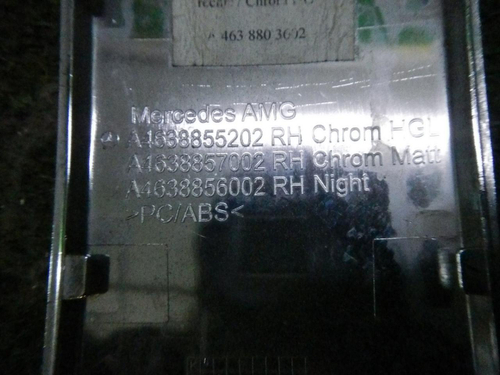 A 463 880 3602
Mercedes AMG
A4638855202 RH Chrom HGL
A4638857002 RH Chrom Matt
A4638856002 RH Night
>PC/ABS<